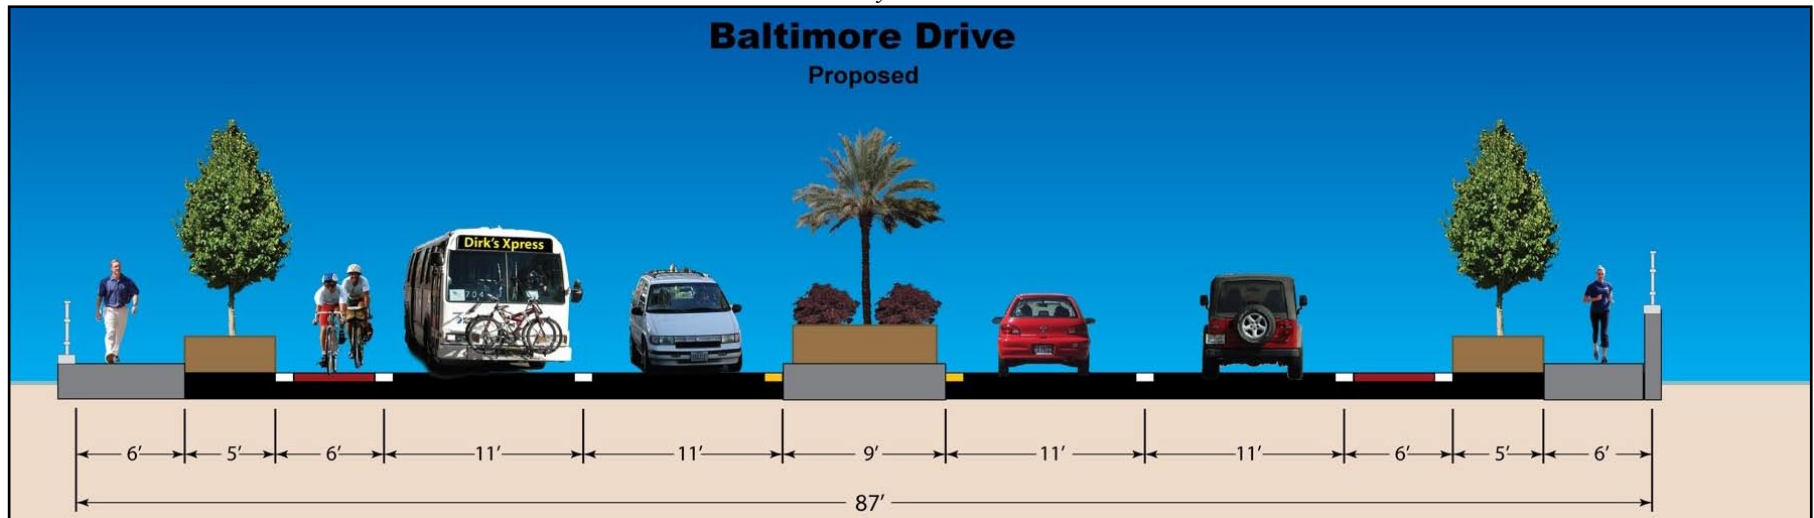 Baltimore Drive
Proposed
Dirk's Xpress
6' 5' 6' 11' 11' 9' 11' 11' 6' 5' 6'
87'